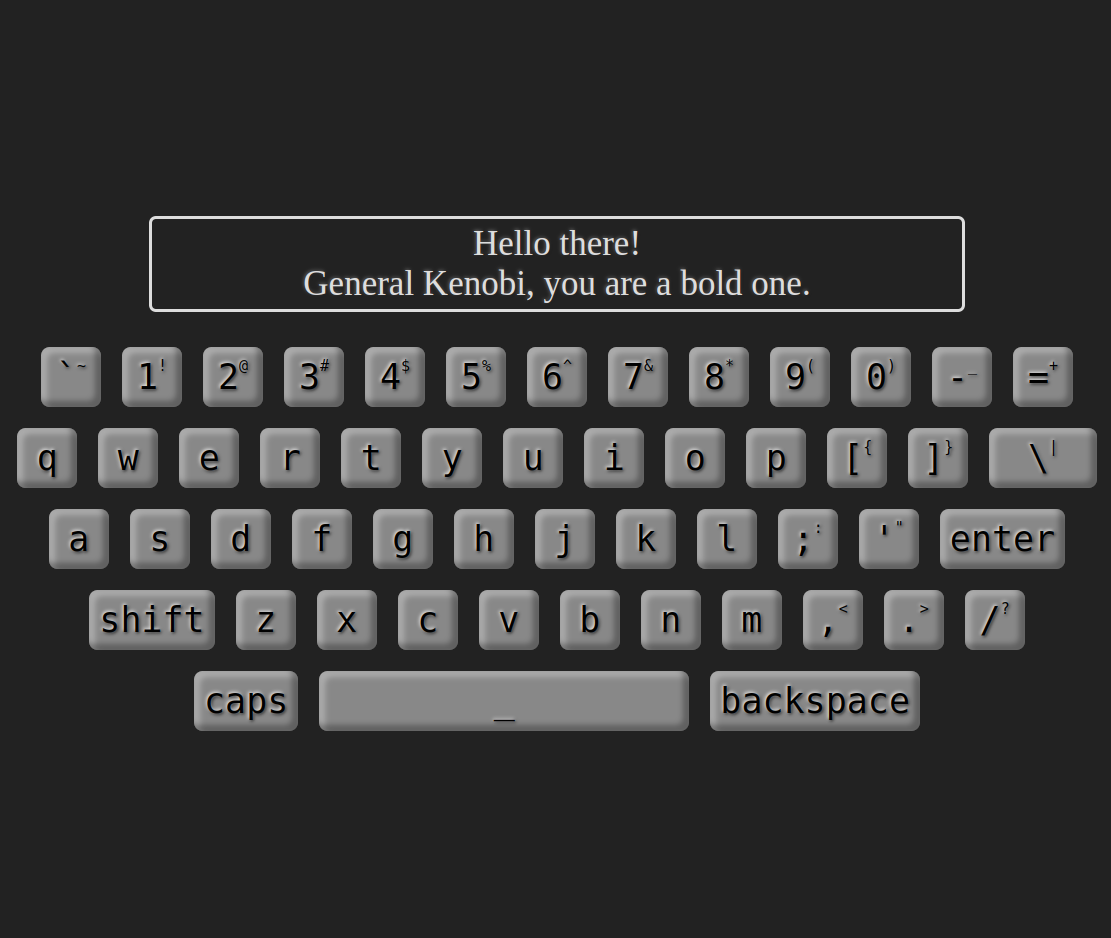 Hello there!
General Kenobi, you are a bold one.
`~ 1! 2@ 3# 4$ 5% 6^ 7& 8* 9( 0) -_ =+
q w e r t y u i o p [{ ]} \|
a s d f g h j k l ;: '" enter
shift z x c v b n m ,< .> /?
caps _ backspace